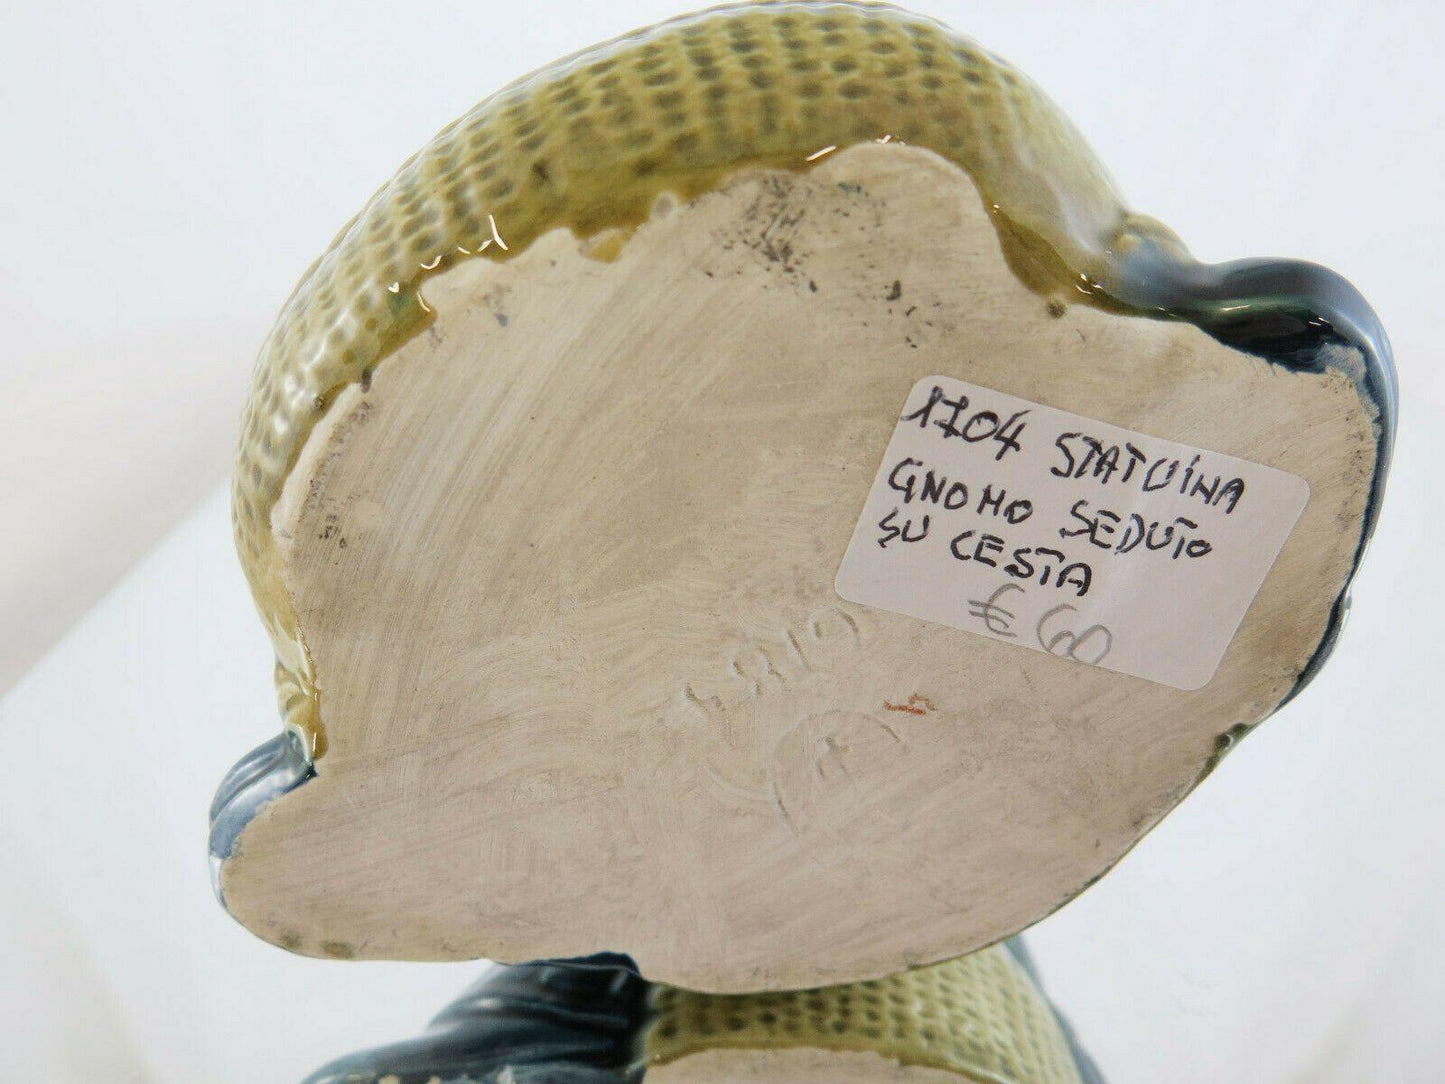 1704 STATUINA
GNOMO SEDUTO
SU CESTA
€ 60